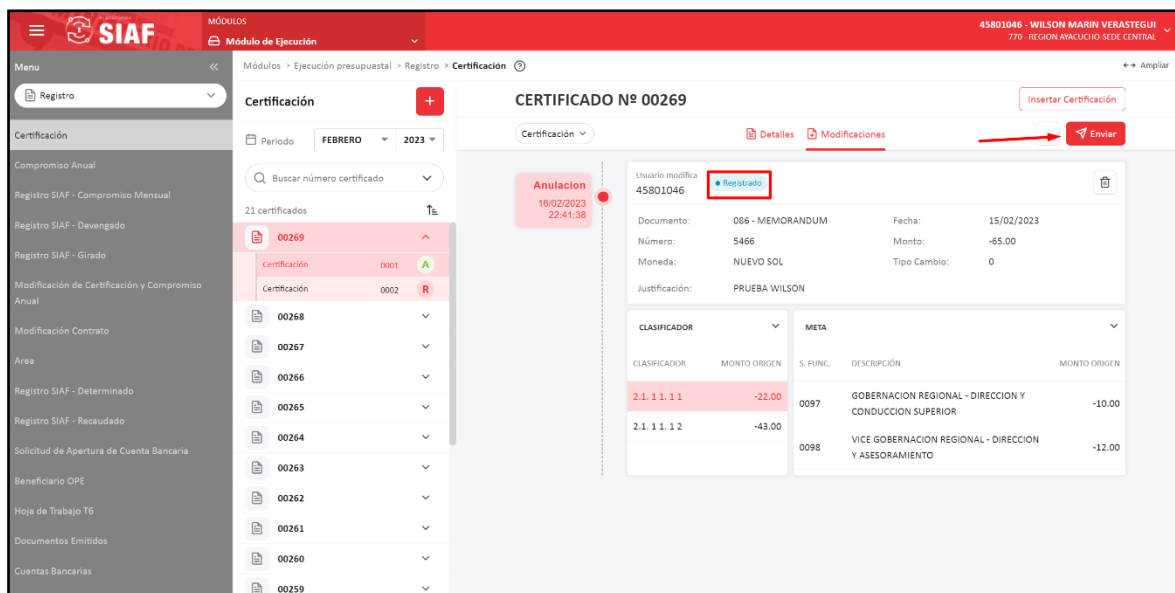 PLATAFORMA
SIAF
MÓDULOS
Módulo de Ejecución
45801046 - WILSON MARIN VERASTEGUI
770 - REGION AYACUCHO SEDE CENTRAL
Menu
Registro
Certificación
Compromiso Anual
Registro SIAF - Compromiso Mensual
Registro SIAF - Devengado
Registro SIAF - Girado
Modificación de Certificación y Compromiso
Anual
Modificación Contrato
Area
Registro SIAF - Determinado
Registro SIAF - Recaudado
Solicitud de Apertura de Cuenta Bancaria
Beneficiario OPE
Hoja de Trabajo T6
Documentos Emitidos
Cuentas Bancarias
Módulos > Ejecución presupuestal > Registro > Certificación
Ampliar
Certificación
+
Periodo FEBRERO 2023
Buscar número certificado
21 certificados
00269
Certificación 0001 A
Certificación 0002 R
00268
00267
00266
00265
00264
00263
00262
00261
00260
00259
CERTIFICADO Nº 00269
Insertar Certificación
Certificación
Detalles
Modificaciones
Enviar
Anulacion
16/02/2023
22:41:38
Usuario modifica
45801046
Registrado
Documento: 086 - MEMORANDUM Fecha: 15/02/2023
Número: 5466 Monto: -65.00
Moneda: NUEVO SOL Tipo Cambio: 0
Justificación: PRUEBA WILSON
CLASIFICADOR
CLASIFICADOR MONTO ORIGEN
2.1. 1 1. 1 1 -22.00
2.1. 1 1. 1 2 -43.00
META
S. FUNC. DESCRIPCIÓN MONTO ORIGEN
0097 GOBERNACION REGIONAL - DIRECCION Y
CONDUCCION SUPERIOR -10.00
0098 VICE GOBERNACION REGIONAL - DIRECCION
Y ASESORAMIENTO -12.00